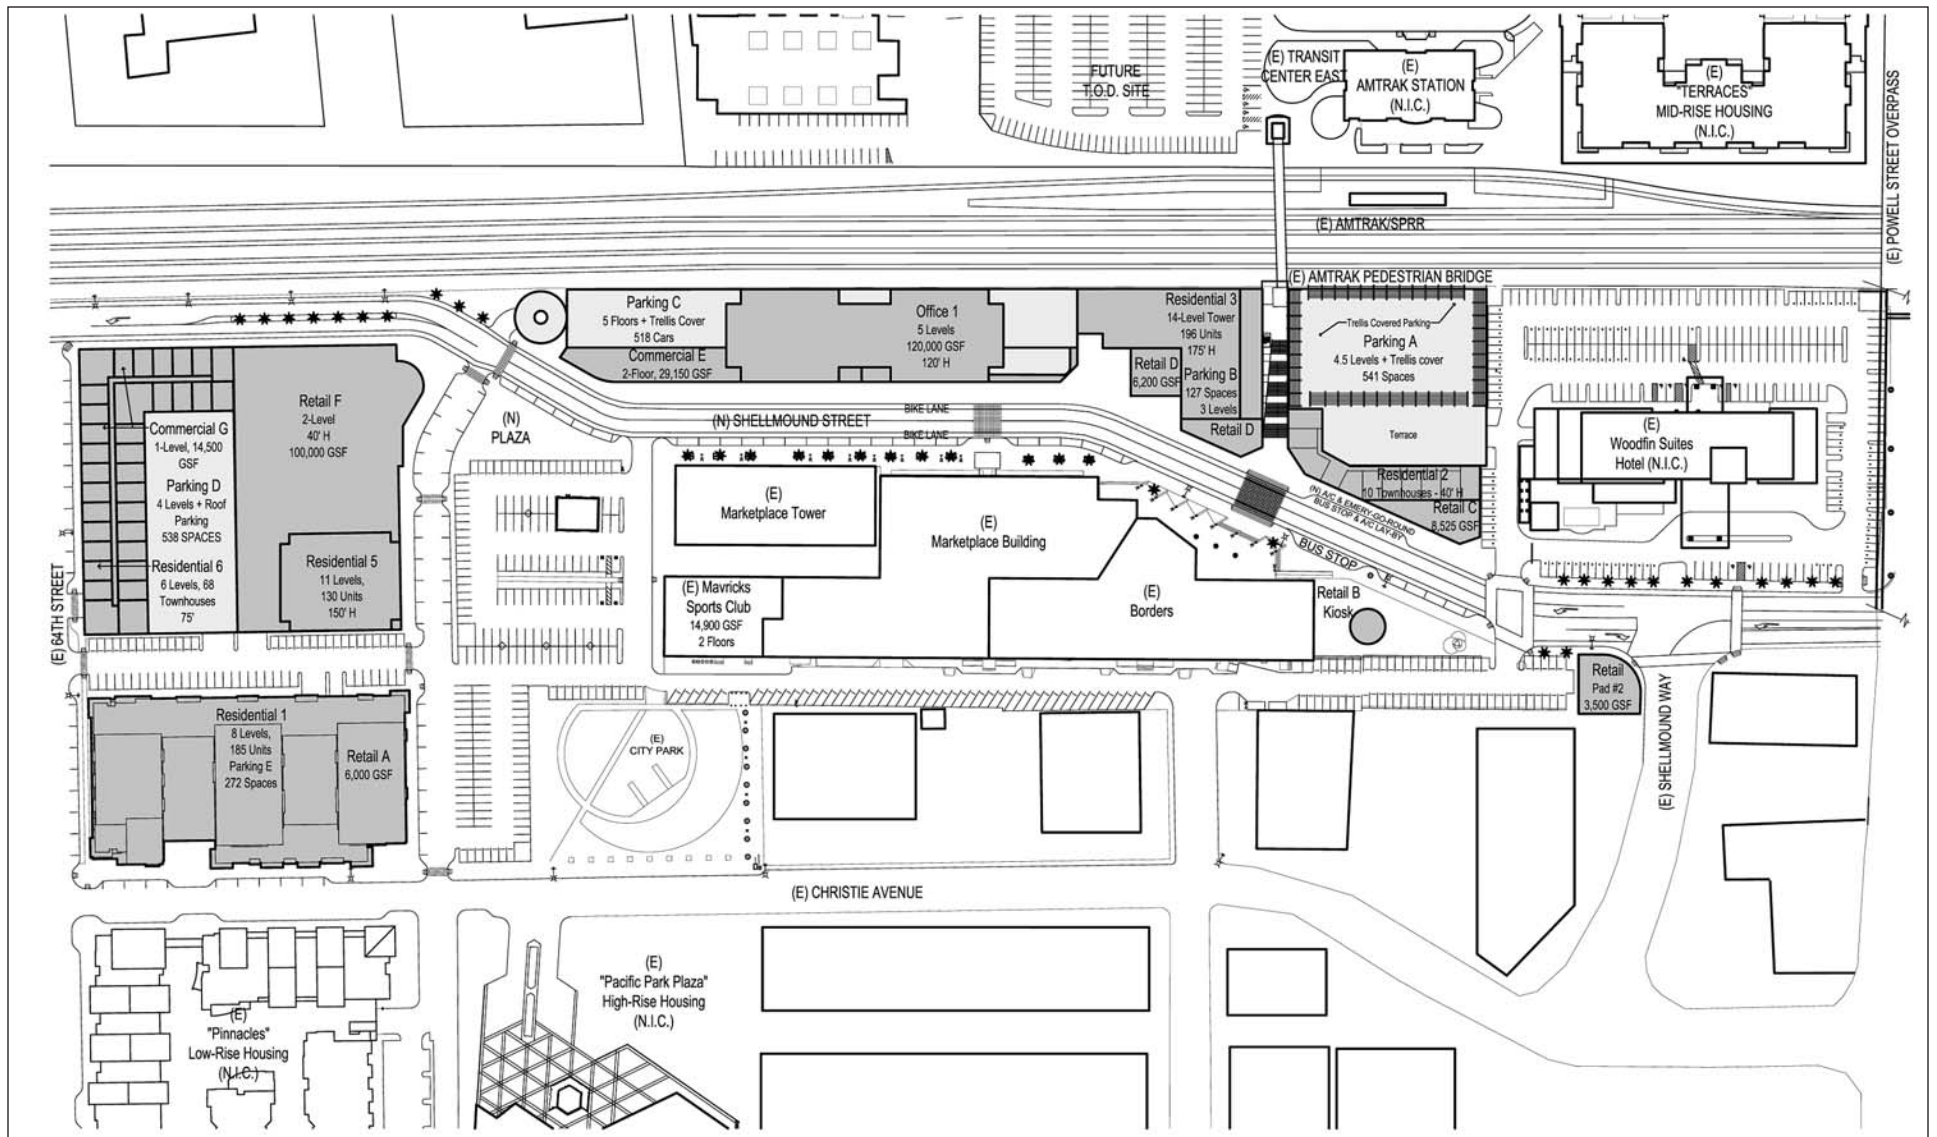 FUTURE
T.O.D. SITE
(E) TRANSIT
CENTER EAST
(E)
AMTRAK STATION
(N.I.C.)
(E)
"TERRACES"
MID-RISE HOUSING
(N.I.C.)
(E) POWELL STREET OVERPASS
(E) AMTRAK/SPRR
(E) AMTRAK PEDESTRIAN BRIDGE
Parking C
5 Floors + Trellis Cover
518 Cars
Commercial E
2-Floor, 29,150 GSF
Office 1
5 Levels
120,000 GSF
120' H
Residential 3
14-Level Tower
196 Units
175' H
Retail D
6,200 GSF
Parking B
127 Spaces
3 Levels
Retail D
Trellis Covered Parking
Parking A
4.5 Levels + Trellis cover
541 Spaces
Terrace
Residential 2
10 Townhouses - 40' H
Retail C
8,525 GSF
(E)
Woodfin Suites
Hotel (N.I.C.)
Retail F
2-Level
40' H
100,000 GSF
Commercial G
1-Level, 14,500
GSF
Parking D
4 Levels + Roof
Parking
538 SPACES
Residential 6
6 Levels, 68
Townhouses
75'
Residential 5
11 Levels,
130 Units
150' H
(E) 64TH STREET
(N)
PLAZA
BIKE LANE
(N) SHELLMOUND STREET
BIKE LANE
(N) A/C & EMERY-GO-ROUND
BUS STOP & A/C LAY-BY
BUS STOP
(E)
Marketplace Tower
(E)
Marketplace Building
(E) Mavricks
Sports Club
14,900 GSF
2 Floors
(E)
Borders
Retail B
Kiosk
Retail
Pad #2
3,500 GSF
(E) SHELLMOUND WAY
Residential 1
8 Levels,
185 Units
Parking E
272 Spaces
Retail A
6,000 GSF
(E)
CITY PARK
(E) CHRISTIE AVENUE
(E)
"Pacific Park Plaza"
High-Rise Housing
(N.I.C.)
(E)
"Pinnacles"
Low-Rise Housing
(N.I.C.)